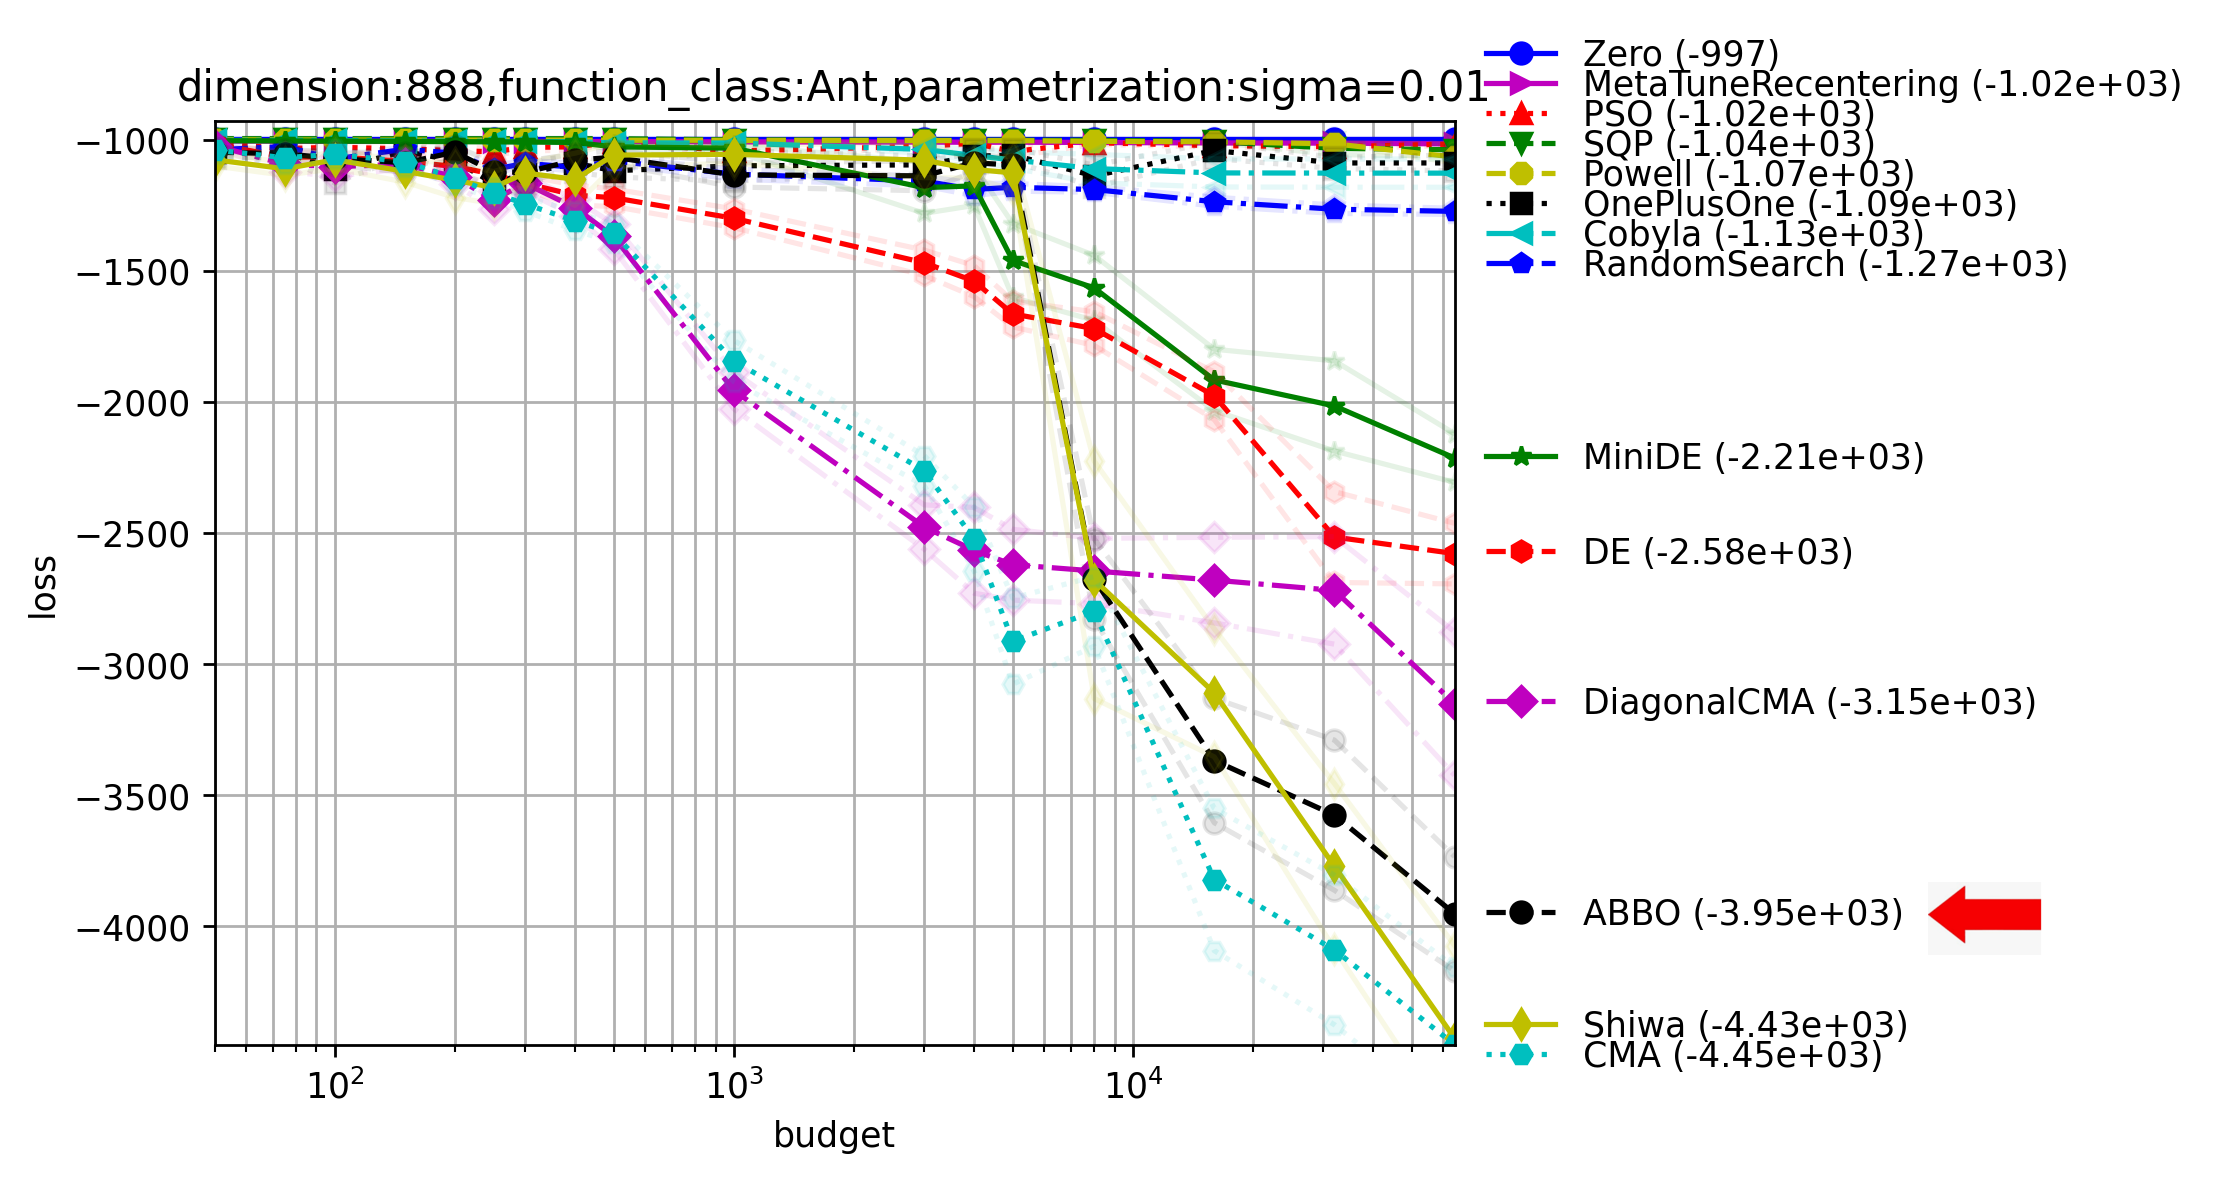 dimension:888,function_class:Ant,parametrization:sigma=0.01
Zero (-997)
MetaTuneRecentering (-1.02e+03)
PSO (-1.02e+03)
SQP (-1.04e+03)
Powell (-1.07e+03)
OnePlusOne (-1.09e+03)
Cobyla (-1.13e+03)
RandomSearch (-1.27e+03)
MiniDE (-2.21e+03)
DE (-2.58e+03)
DiagonalCMA (-3.15e+03)
ABBO (-3.95e+03)
Shiwa (-4.43e+03)
CMA (-4.45e+03)
−1000
−1500
−2000
−2500
−3000
−3500
−4000
loss
10² 10³ 10⁴
budget